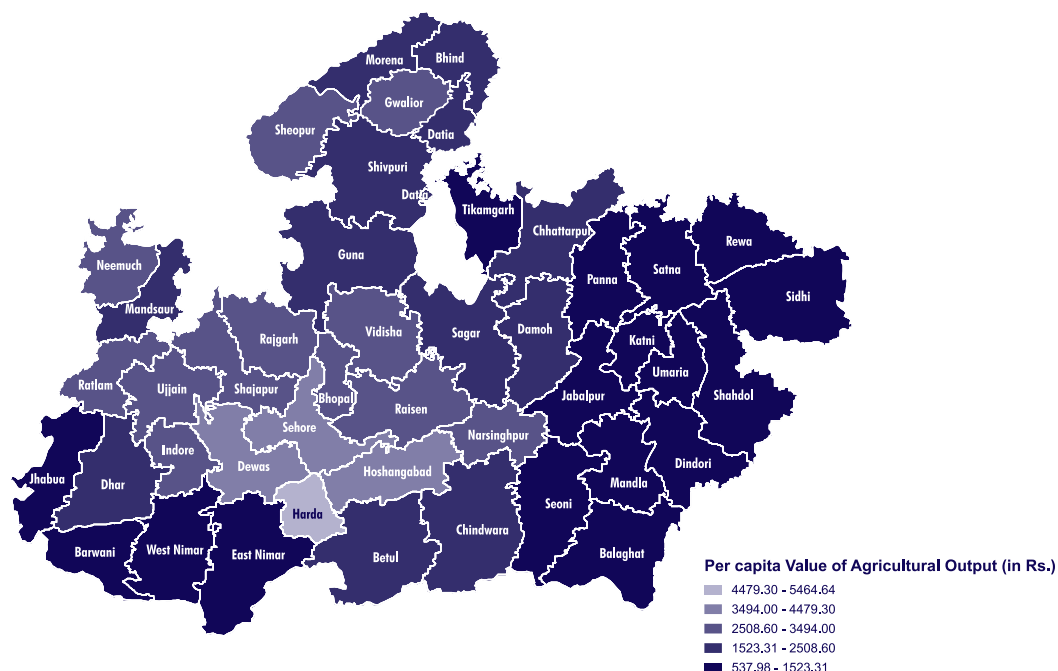 Morena
Bhind
Gwalior
Sheopur
Datia
Shivpuri
Datia
Tikamgarh
Chhattarpur
Rewa
Guna
Satna
Neemuch
Panna
Sidhi
Mandsaur
Vidisha
Sagar
Damoh
Rajgarh
Katni
Umaria
Ratlam
Ujjain
Shajapur
Bhopal
Raisen
Jabalpur
Shahdol
Sehore
Narsinghpur
Indore
Dewas
Hoshangabad
Dindori
Jhabua
Dhar
Mandla
Seoni
Harda
Chindwara
Barwani
West Nimar
East Nimar
Betul
Balaghat
Per capita Value of Agricultural Output (in Rs.)
4479.30 - 5464.64
3494.00 - 4479.30
2508.60 - 3494.00
1523.31 - 2508.60
537.98 - 1523.31